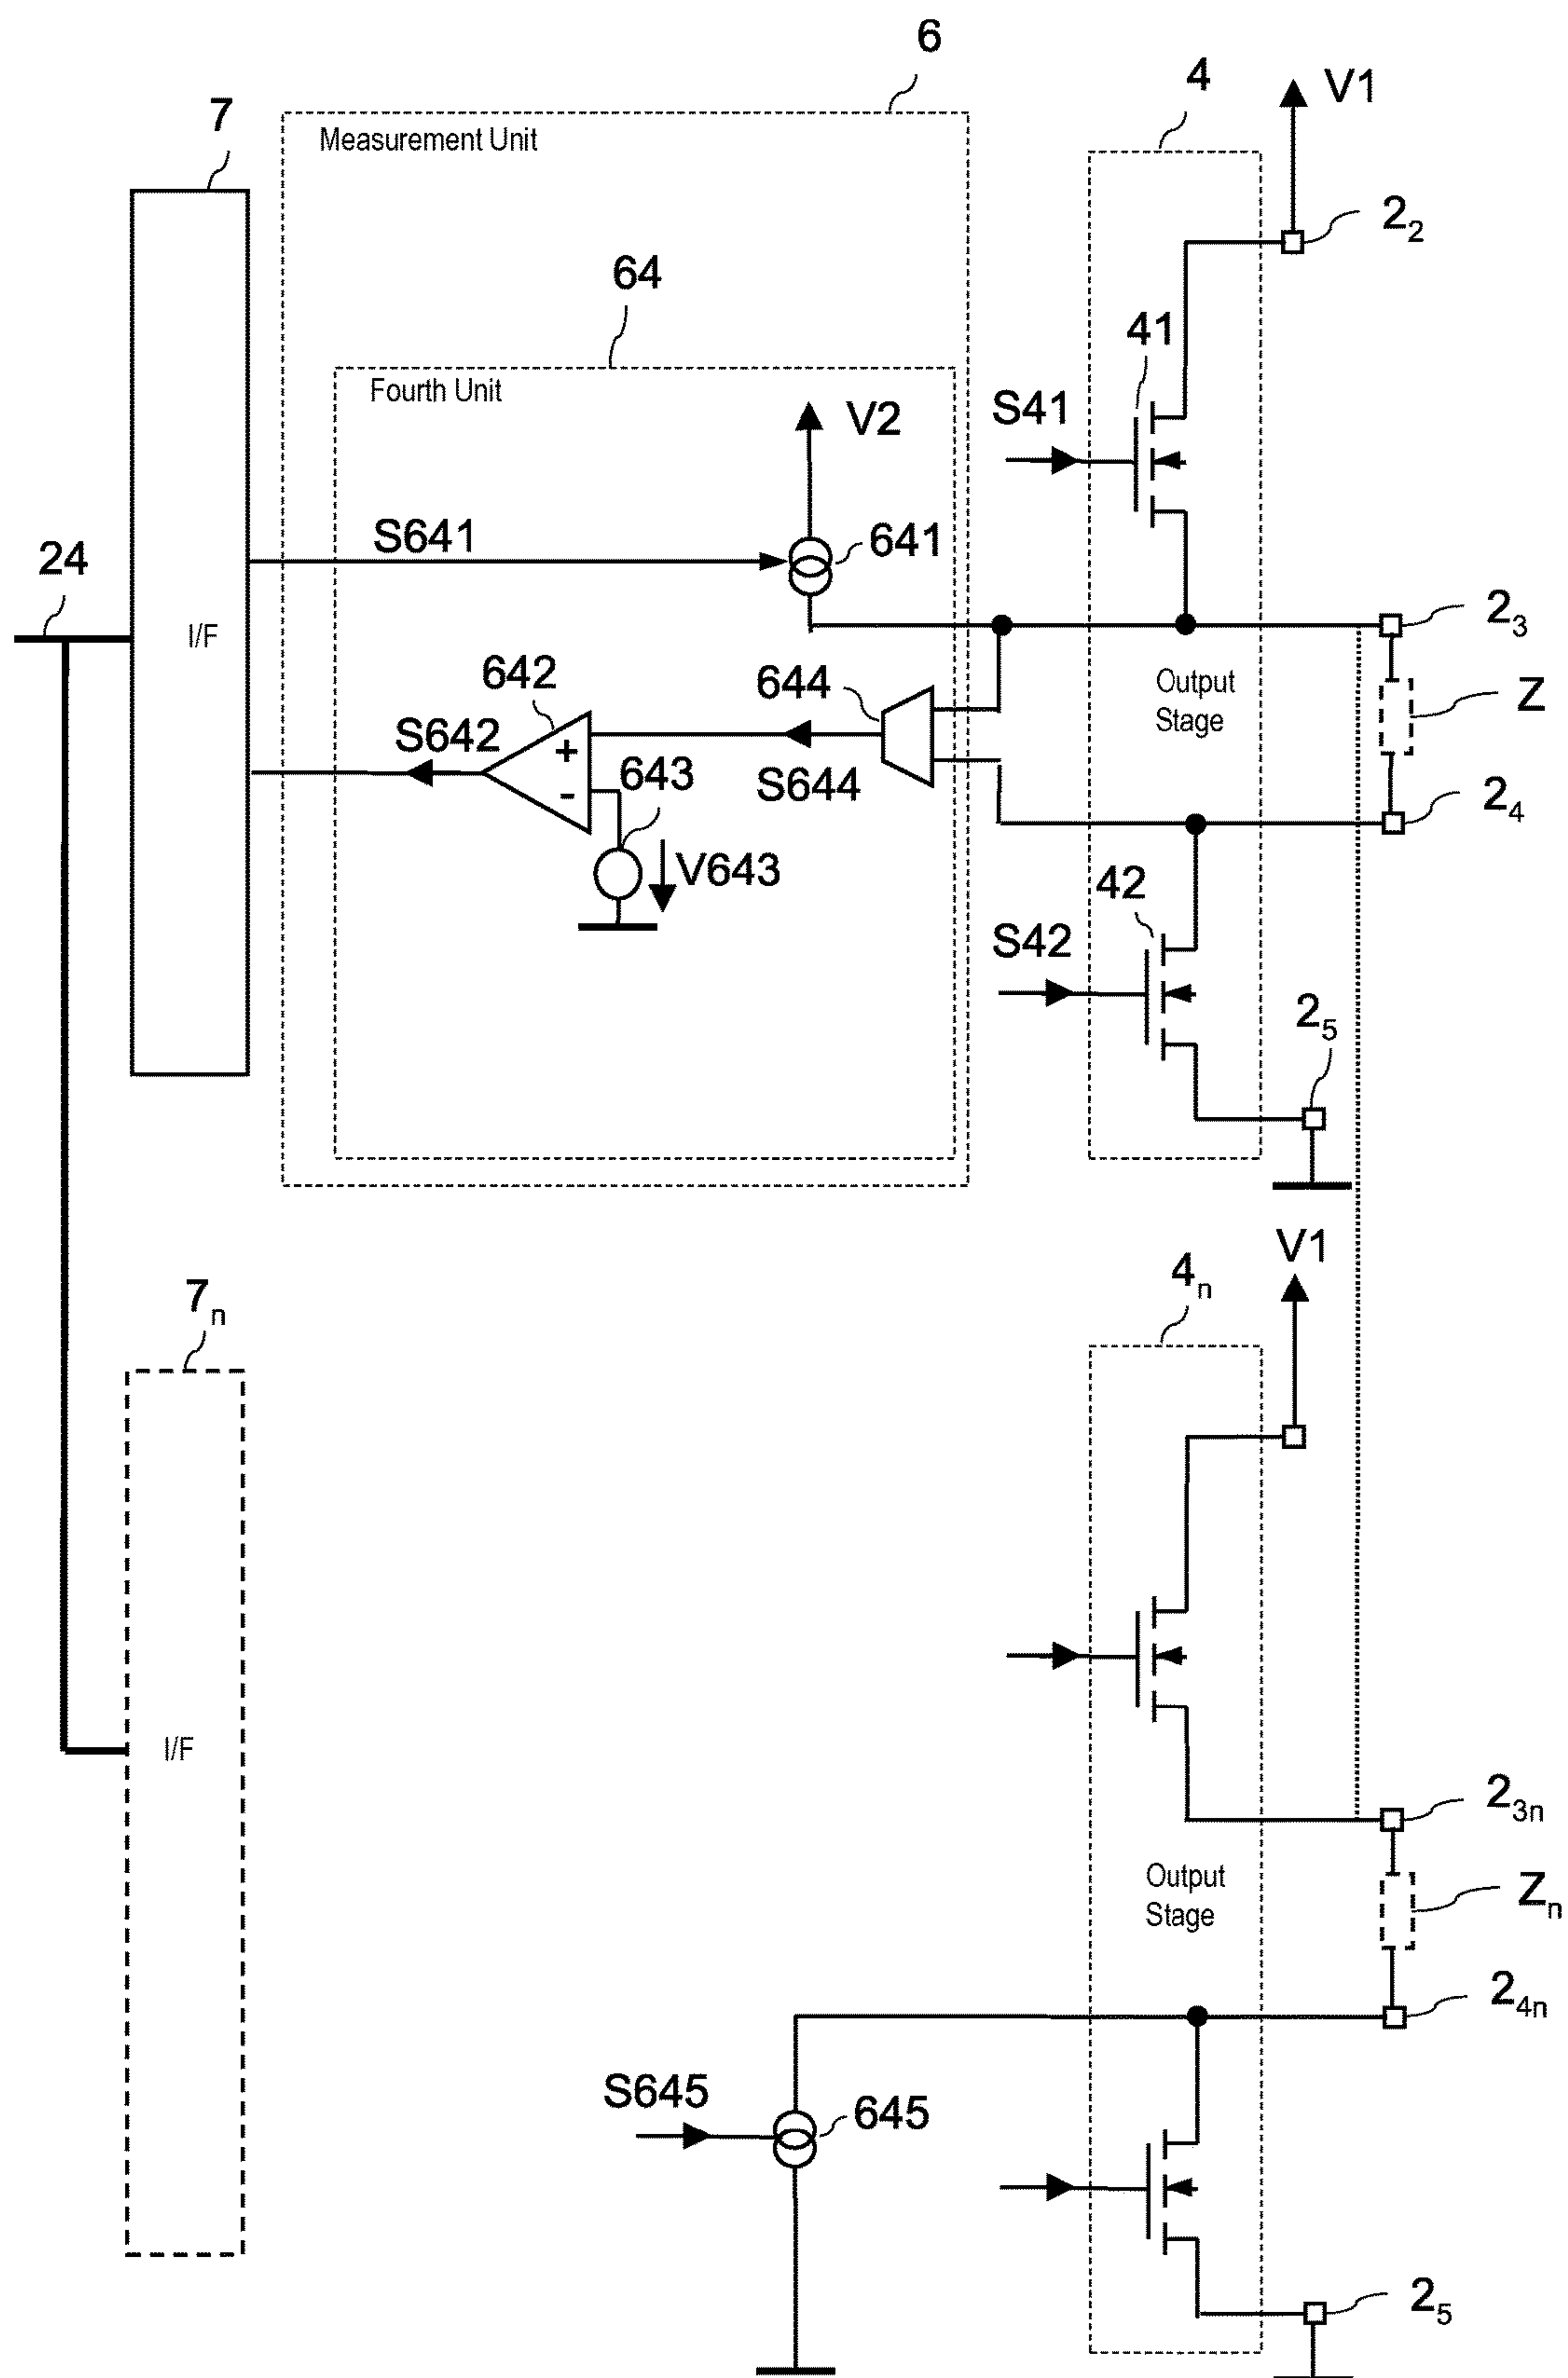 6
4
V1
7
Measurement Unit
2₂
64
41
Fourth Unit
S41
V2
S641
641
24
2₃
I/F
642
644
Output
Stage
Z
S642
643
S644
2₄
+
-
V643
42
S42
2₅
V1
4ₙ
7ₙ
I/F
2₃ₙ
Output
Stage
Zₙ
2₄ₙ
S645
645
2₅